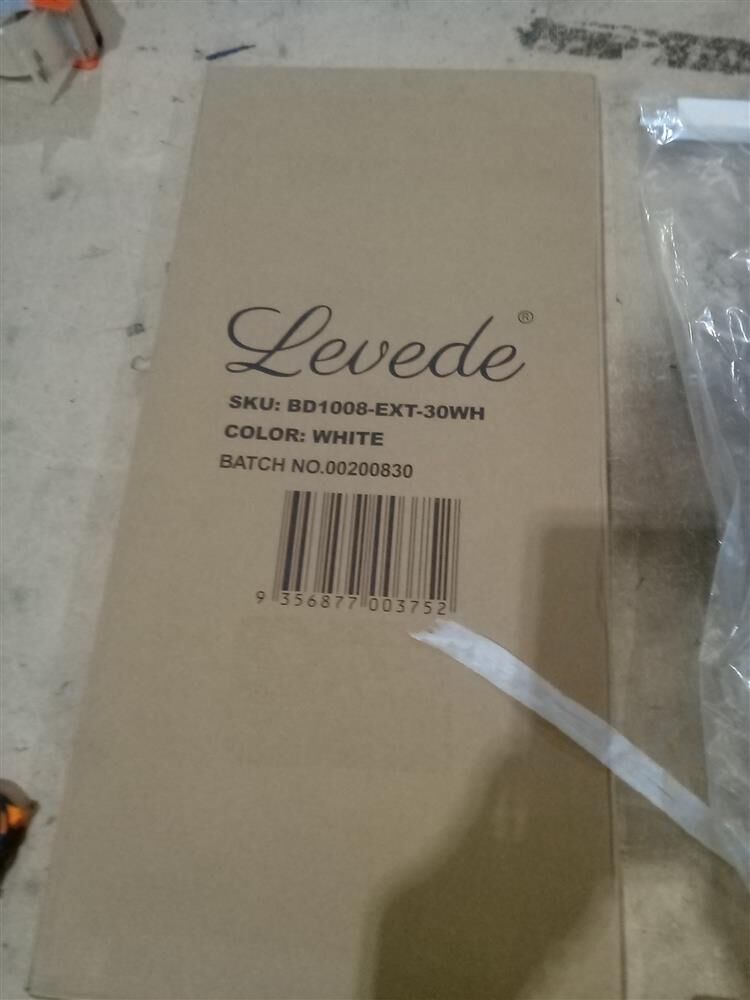 Levede®
SKU: BD1008-EXT-30WH
COLOR: WHITE
BATCH NO.00200830
9 356877 003752